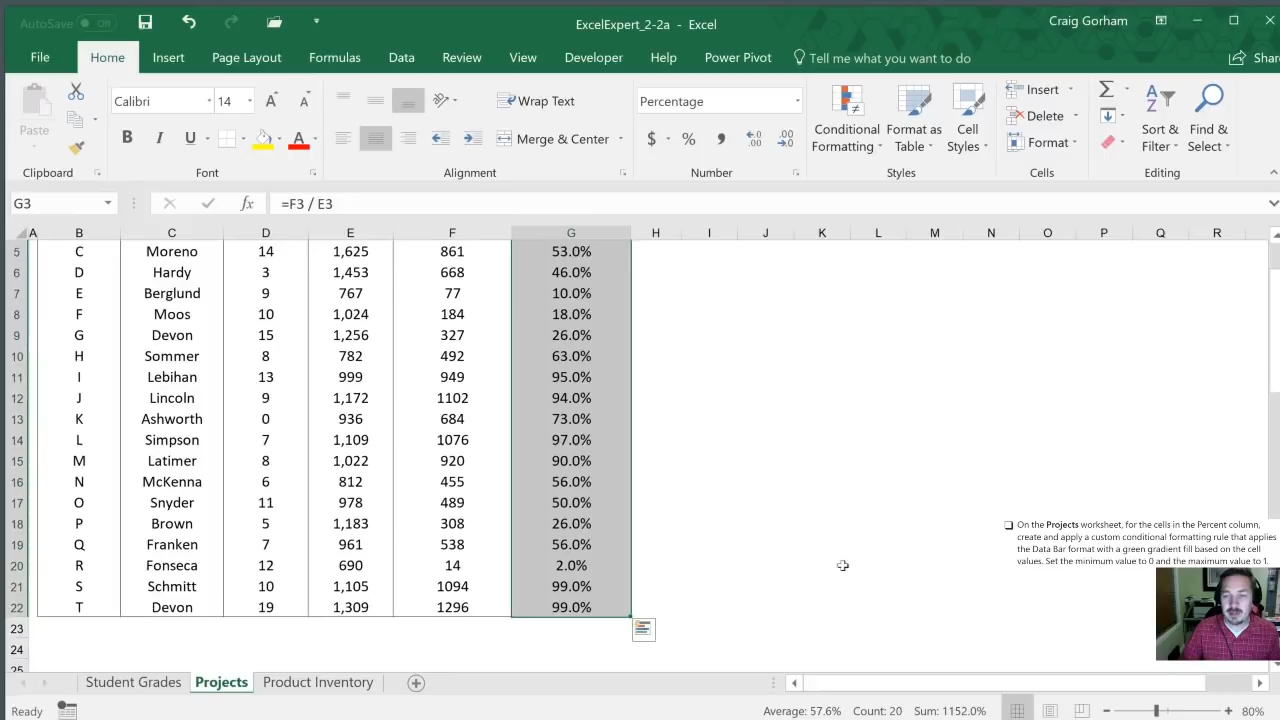 AutoSave Off
ExcelExpert_2-2a - Excel
Craig Gorham
File Home Insert Page Layout Formulas Data Review View Developer Help Power Pivot Tell me what you want to do Share
Paste
Clipboard
Calibri 14
B I U
Font
Wrap Text
Merge & Center
Alignment
Percentage
$ % ,
Number
Conditional Formatting
Format as Table
Cell Styles
Styles
Insert
Delete
Format
Cells
Sort & Filter
Find & Select
Editing
G3 fx =F3 / E3
A B C D E F G H I J K L M N O P Q R
5 C Moreno 14 1,625 861 53.0%
6 D Hardy 3 1,453 668 46.0%
7 E Berglund 9 767 77 10.0%
8 F Moos 10 1,024 184 18.0%
9 G Devon 15 1,256 327 26.0%
10 H Sommer 8 782 492 63.0%
11 I Lebihan 13 999 949 95.0%
12 J Lincoln 9 1,172 1102 94.0%
13 K Ashworth 0 936 684 73.0%
14 L Simpson 7 1,109 1076 97.0%
15 M Latimer 8 1,022 920 90.0%
16 N McKenna 6 812 455 56.0%
17 O Snyder 11 978 489 50.0%
18 P Brown 5 1,183 308 26.0%
19 Q Franken 7 961 538 56.0%
20 R Fonseca 12 690 14 2.0%
21 S Schmitt 10 1,105 1094 99.0%
22 T Devon 19 1,309 1296 99.0%
23
24
25
On the Projects worksheet, for the cells in the Percent column,
create and apply a custom conditional formatting rule that applies
the Data Bar format with a green gradient fill based on the cell
values. Set the minimum value to 0 and the maximum value to 1.
Student Grades Projects Product Inventory
Ready Average: 57.6% Count: 20 Sum: 1152.0% 80%